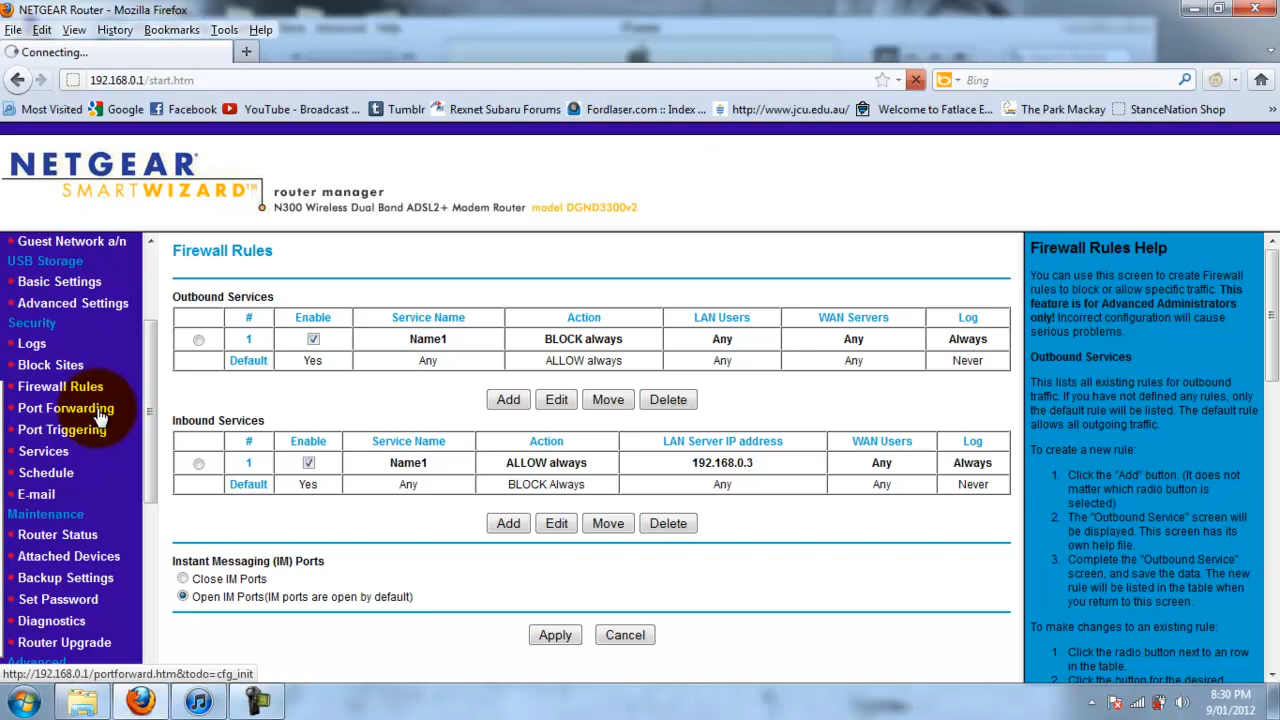 NETGEAR Router - Mozilla Firefox
File Edit View History Bookmarks Tools Help
Connecting...
192.168.0.1/start.htm
Bing
Most Visited Google Facebook YouTube - Broadcast ... Tumblr Rexnet Subaru Forums Fordlaser.com :: Index ... http://www.jcu.edu.au/ Welcome to Fatlace E... The Park Mackay StanceNation Shop »
NETGEAR
SMARTWIZARD™
router manager
N300 Wireless Dual Band ADSL2+ Modem Router model DGND3300v2
Guest Network a/n
USB Storage
Basic Settings
Advanced Settings
Security
Logs
Block Sites
Firewall Rules
Port Forwarding
Port Triggering
Services
Schedule
E-mail
Maintenance
Router Status
Attached Devices
Backup Settings
Set Password
Diagnostics
Router Upgrade
Advanced
Firewall Rules
Outbound Services
# Enable Service Name Action LAN Users WAN Servers Log
1 Name1 BLOCK always Any Any Always
Default Yes Any ALLOW always Any Any Never
Add Edit Move Delete
Inbound Services
# Enable Service Name Action LAN Server IP address WAN Users Log
1 Name1 ALLOW always 192.168.0.3 Any Always
Default Yes Any BLOCK Always Any Any Never
Add Edit Move Delete
Instant Messaging (IM) Ports
Close IM Ports
Open IM Ports(IM ports are open by default)
Apply Cancel
Firewall Rules Help
You can use this screen to create Firewall
rules to block or allow specific traffic. This
feature is for Advanced Administrators
only! Incorrect configuration will cause
serious problems.
Outbound Services
This lists all existing rules for outbound
traffic. If you have not defined any rules, only
the default rule will be listed. The default rule
allows all outgoing traffic.
To create a new rule:
1. Click the "Add" button. (It does not
matter which radio button is
selected)
2. The "Outbound Service" screen will
be displayed. This screen has its
own help file.
3. Complete the "Outbound Service"
screen, and save the data. The new
rule will be listed in the table when
you return to this screen.
To make changes to an existing rule:
1. Click the radio button next to an row
in the table.
2. Click the button for the desired
http://192.168.0.1/portforward.htm&todo=cfg_init
8:30 PM
9/01/2012